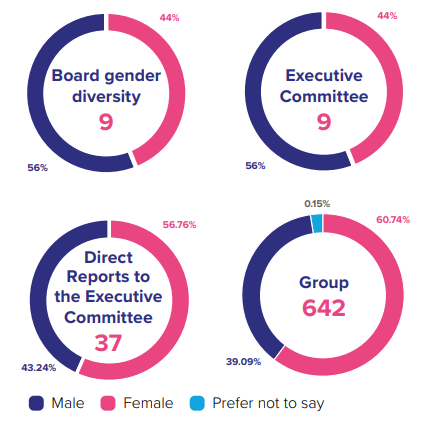 44%
Board gender
diversity
9
56%
44%
Executive
Committee
9
56%
56.76%
Direct
Reports to
the Executive
Committee
37
43.24%
0.15%
60.74%
Group
642
39.09%
Male
Female
Prefer not to say